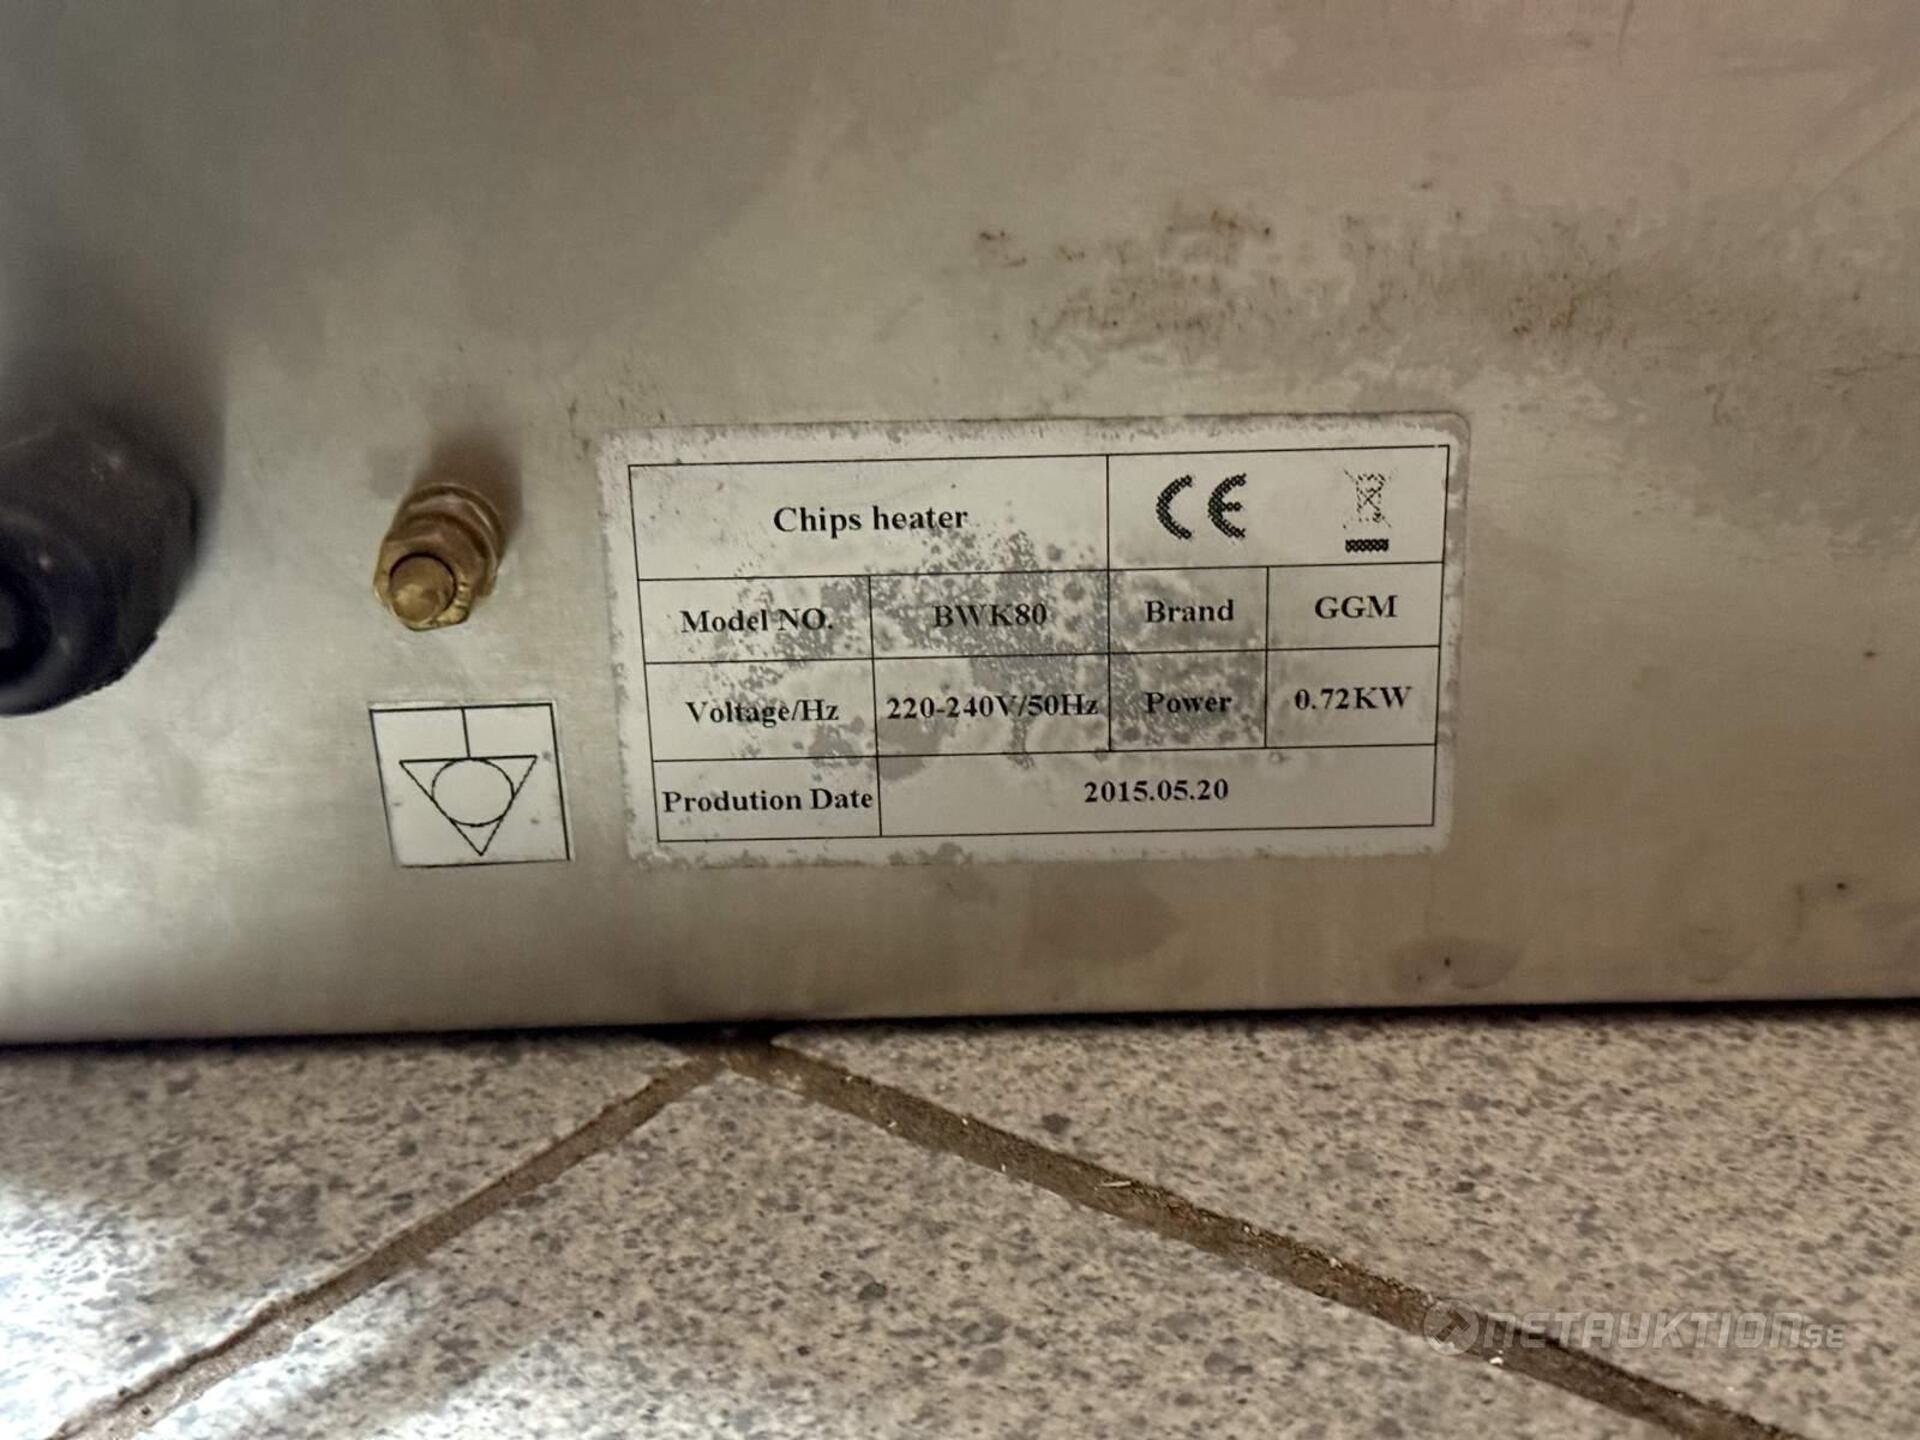 Chips heater
CE
Model NO. BWK80 Brand GGM
Voltage/Hz 220-240V/50Hz Power 0.72KW
Prodution Date 2015.05.20
NETAUKTION.SE